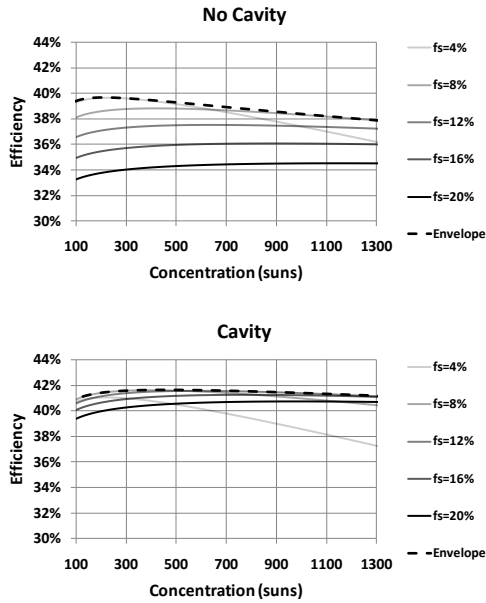 No Cavity
44%
42%
40%
38%
36%
34%
32%
30%
Efficiency
100 300 500 700 900 1100 1300
Concentration (suns)
fs=4%
fs=8%
fs=12%
fs=16%
fs=20%
Envelope
Cavity
44%
42%
40%
38%
36%
34%
32%
30%
Efficiency
100 300 500 700 900 1100 1300
Concentration (suns)
fs=4%
fs=8%
fs=12%
fs=16%
fs=20%
Envelope